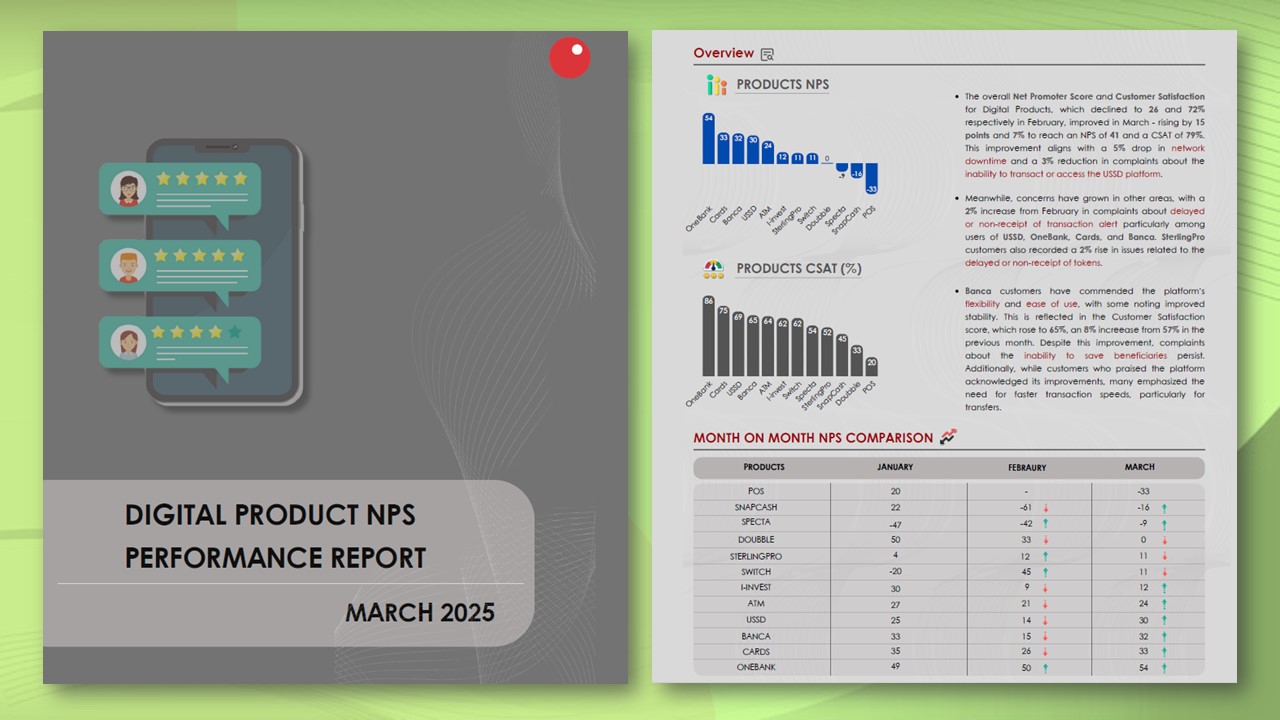 DIGITAL PRODUCT NPS
PERFORMANCE REPORT
MARCH 2025
Overview
PRODUCTS NPS
54 33 32 30 24 12 11 11 0 -9 -16 -33
OneBank Cards Banca USSD ATM I-invest SterlingPro Switch Doubble Specta SnapCash POS
PRODUCTS CSAT (%)
86 75 69 65 64 62 62 54 52 45 33 20
OneBank Cards USSD Banca ATM I-invest Switch Specta SterlingPro SnapCash Doubble POS
• The overall Net Promoter Score and Customer Satisfaction
for Digital Products, which declined to 26 and 72%
respectively in February, improved in March - rising by 15
points and 7% to reach an NPS of 41 and a CSAT of 79%.
This improvement aligns with a 5% drop in network
downtime and a 3% reduction in complaints about the
inability to transact or access the USSD platform.
• Meanwhile, concerns have grown in other areas, with a
2% increase from February in complaints about delayed
or non-receipt of transaction alert particularly among
users of USSD, OneBank, Cards, and Banca. SterlingPro
customers also recorded a 2% rise in issues related to the
delayed or non-receipt of tokens.
• Banca customers have commended the platform's
flexibility and ease of use, with some noting improved
stability. This is reflected in the Customer Satisfaction
score, which rose to 65%, an 8% increase from 57% in the
previous month. Despite this improvement, complaints
about the inability to save beneficiaries persist.
Additionally, while customers who praised the platform
acknowledged its improvements, many emphasized the
need for faster transaction speeds, particularly for
transfers.
MONTH ON MONTH NPS COMPARISON
PRODUCTS JANUARY FEBRAURY MARCH
POS 20 - -33
SNAPCASH 22 -61 ↓ -16 ↑
SPECTA -47 -42 ↑ -9 ↑
DOUBBLE 50 33 ↓ 0 ↓
STERLINGPRO 4 12 ↑ 11 ↓
SWITCH -20 45 ↑ 11 ↓
I-INVEST 30 9 ↓ 12 ↑
ATM 27 21 ↓ 24 ↑
USSD 25 14 ↓ 30 ↑
BANCA 33 15 ↓ 32 ↑
CARDS 35 26 ↓ 33 ↑
ONEBANK 49 50 ↑ 54 ↑